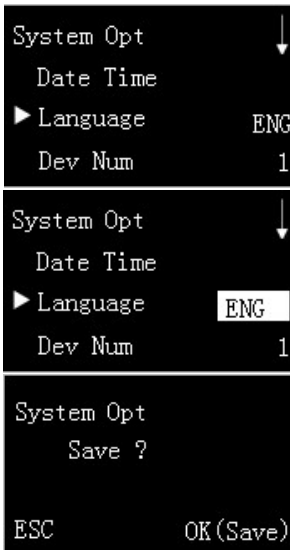 System Opt
Date Time
Language ENG
Dev Num 1
System Opt
Date Time
Language ENG
Dev Num 1
System Opt
Save ?
ESC OK(Save)